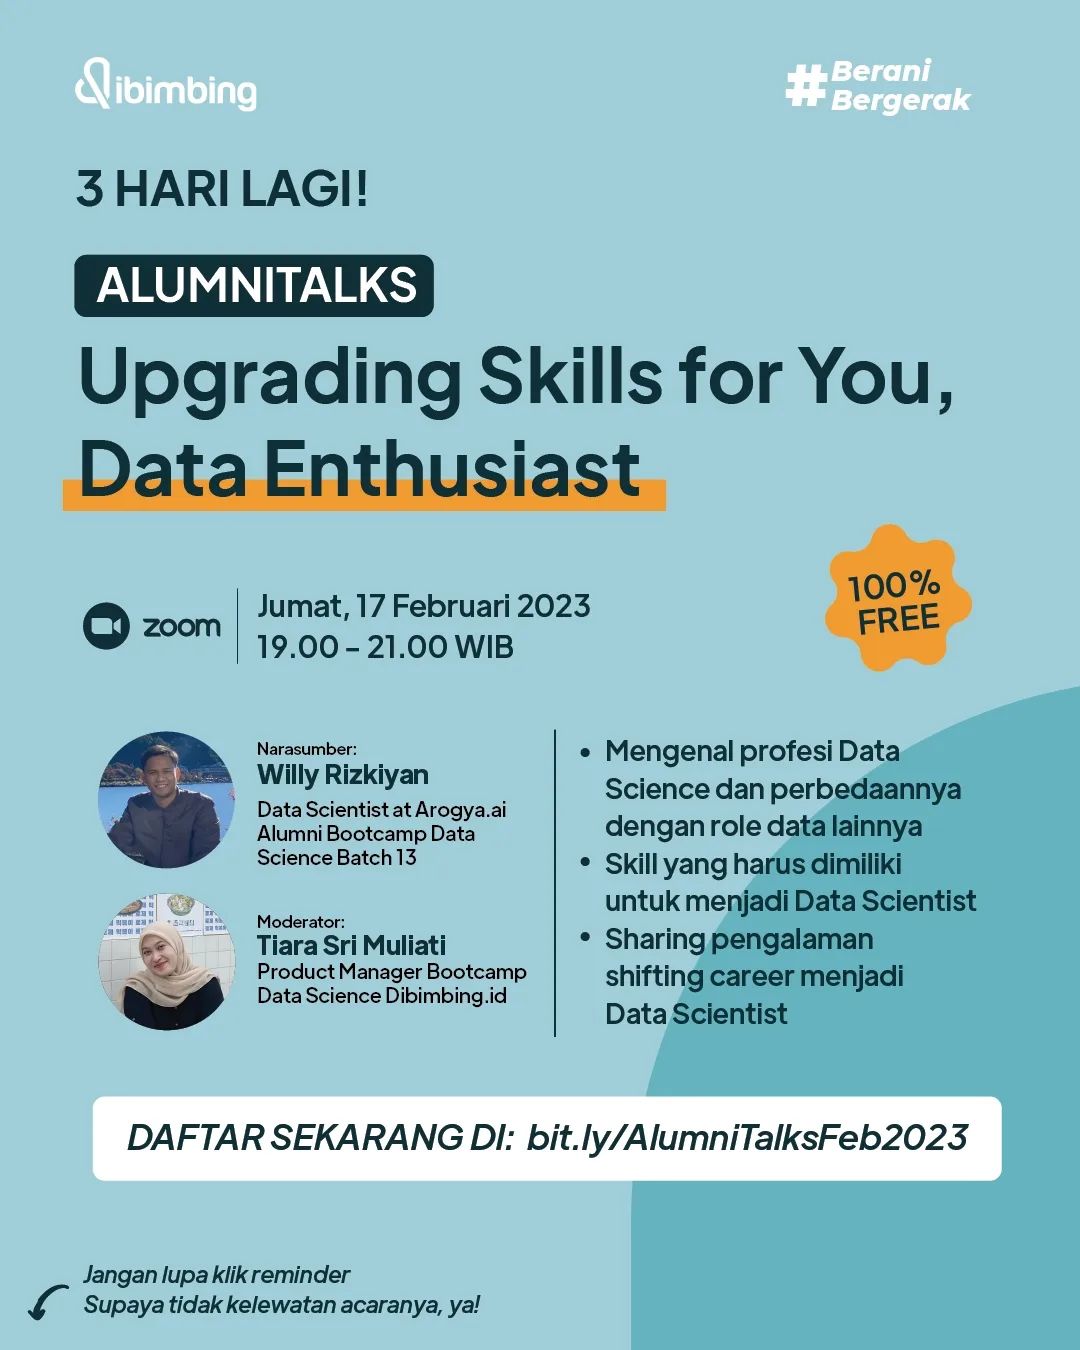 dibimbing
#Berani
Bergerak
3 HARI LAGI!
ALUMNITALKS
Upgrading Skills for You,
Data Enthusiast
100%
FREE
zoom
Jumat, 17 Februari 2023
19.00 – 21.00 WIB
Narasumber:
Willy Rizkiyan
Data Scientist at Arogya.ai
Alumni Bootcamp Data
Science Batch 13
Moderator:
Tiara Sri Muliati
Product Manager Bootcamp
Data Science Dibimbing.id
• Mengenal profesi Data
Science dan perbedaannya
dengan role data lainnya
• Skill yang harus dimiliki
untuk menjadi Data Scientist
• Sharing pengalaman
shifting career menjadi
Data Scientist
DAFTAR SEKARANG DI: bit.ly/AlumniTalksFeb2023
Jangan lupa klik reminder
Supaya tidak kelewatan acaranya, ya!